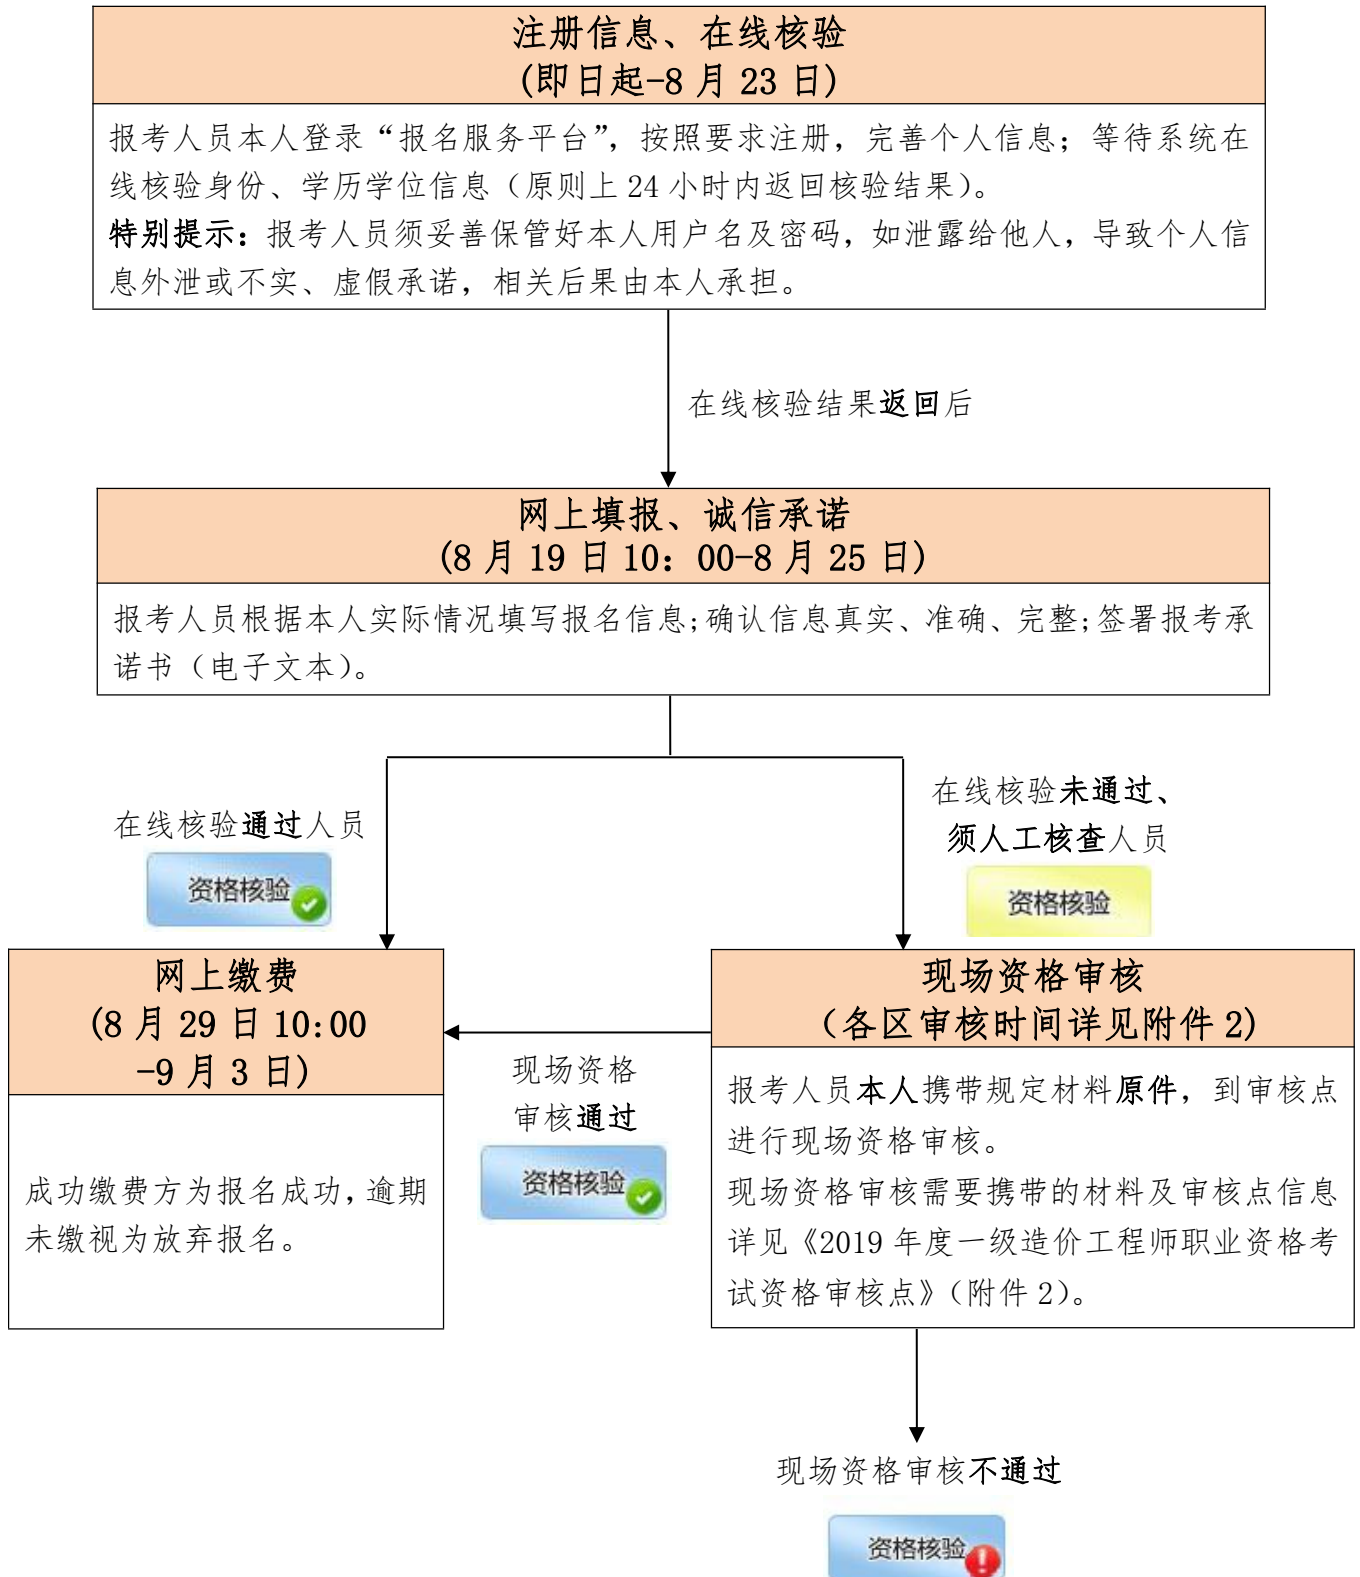 注册信息、在线核验
(即日起-8 月 23 日)
报考人员本人登录“报名服务平台”，按照要求注册，完善个人信息；等待系统在
线核验身份、学历学位信息（原则上 24 小时内返回核验结果）。
特别提示：报考人员须妥善保管好本人用户名及密码，如泄露给他人，导致个人信
息外泄或不实、虚假承诺，相关后果由本人承担。
在线核验结果返回后
网上填报、诚信承诺
(8 月 19 日 10：00-8 月 25 日)
报考人员根据本人实际情况填写报名信息;确认信息真实、准确、完整;签署报考承
诺书（电子文本）。
在线核验通过人员
资格核验
在线核验未通过、
须人工核查人员
资格核验
网上缴费
(8 月 29 日 10:00
-9 月 3 日)
成功缴费方为报名成功,逾期
未缴视为放弃报名。
现场资格
审核通过
资格核验
现场资格审核
（各区审核时间详见附件 2)
报考人员本人携带规定材料原件，到审核点
进行现场资格审核。
现场资格审核需要携带的材料及审核点信息
详见《2019 年度一级造价工程师职业资格考
试资格审核点》（附件 2）。
现场资格审核不通过
资格核验